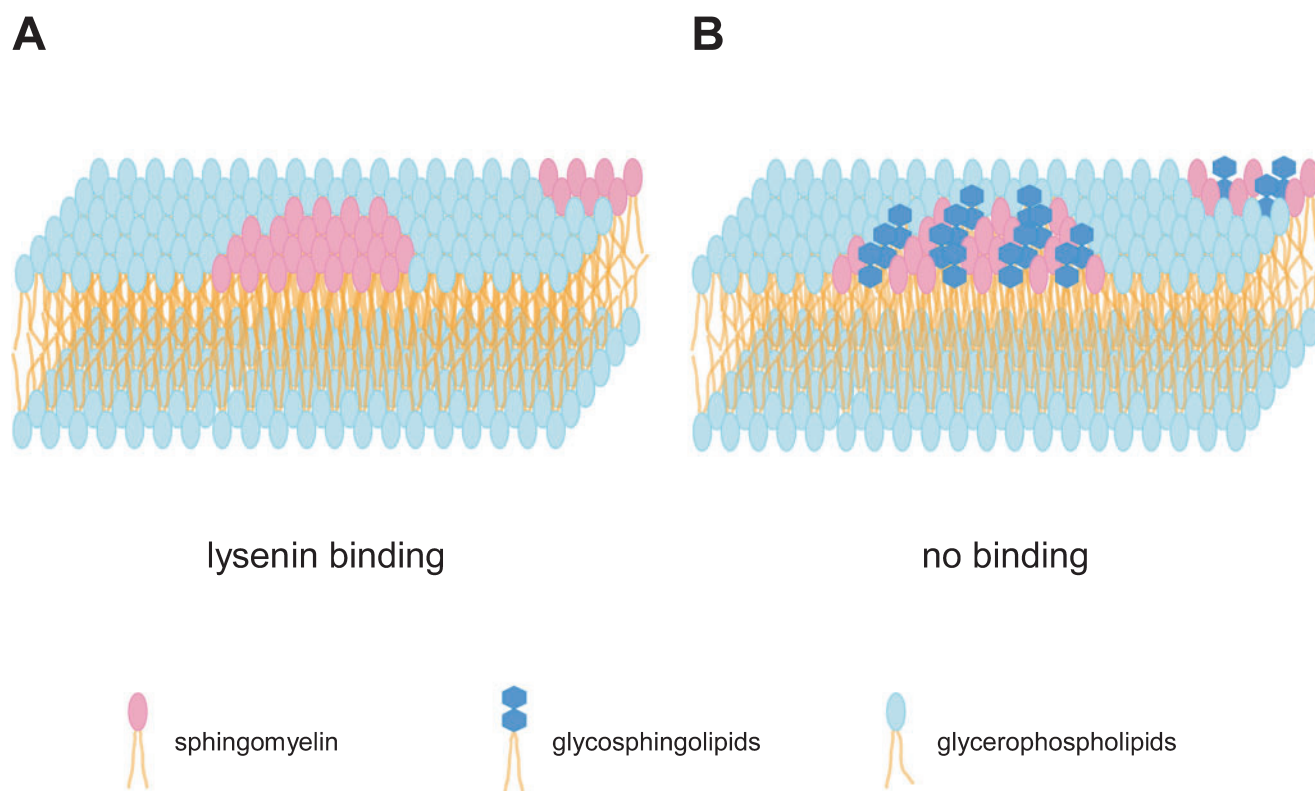 A
B
lysenin binding
no binding
sphingomyelin
glycosphingolipids
glycerophospholipids